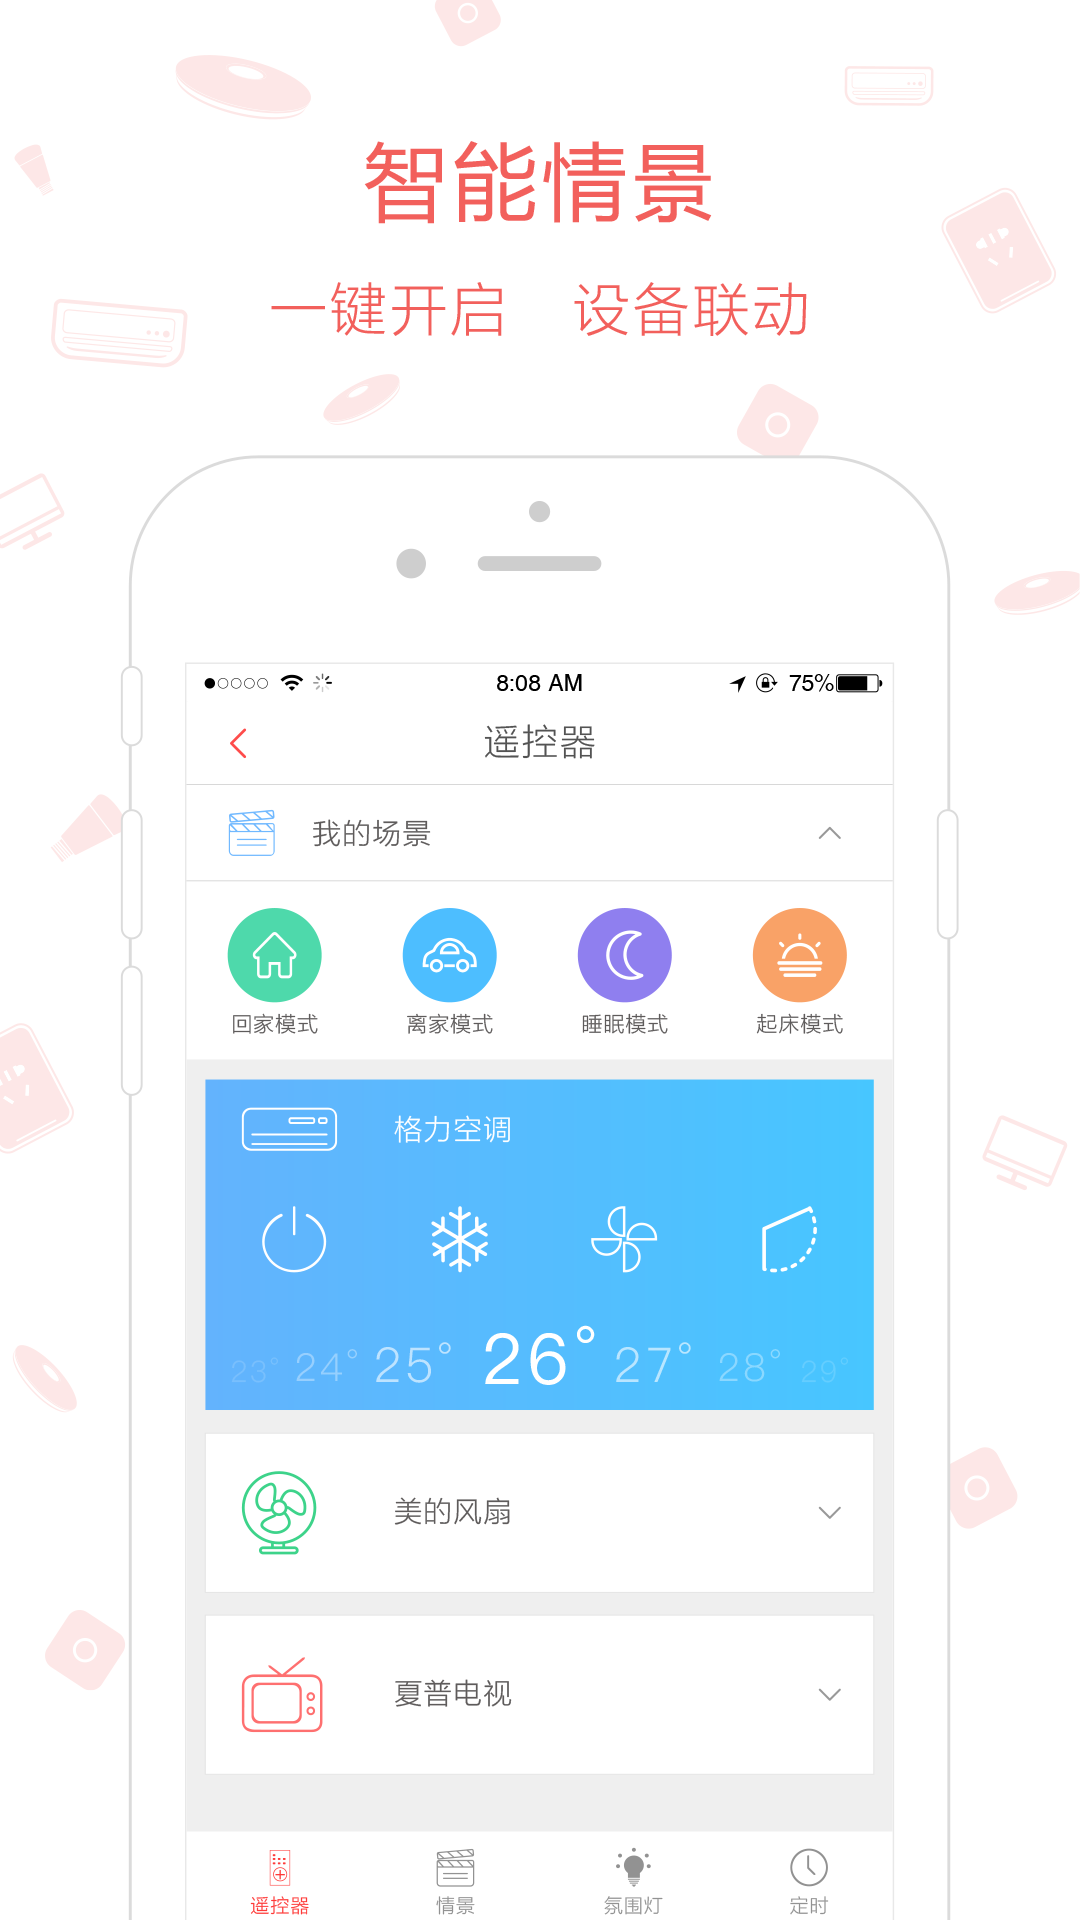 智能情景
一键开启 设备联动
8:08 AM 75%
遥控器
我的场景
回家模式 离家模式 睡眠模式 起床模式
格力空调
23° 24° 25° 26° 27° 28° 29°
美的风扇
夏普电视
遥控器 情景 氛围灯 定时